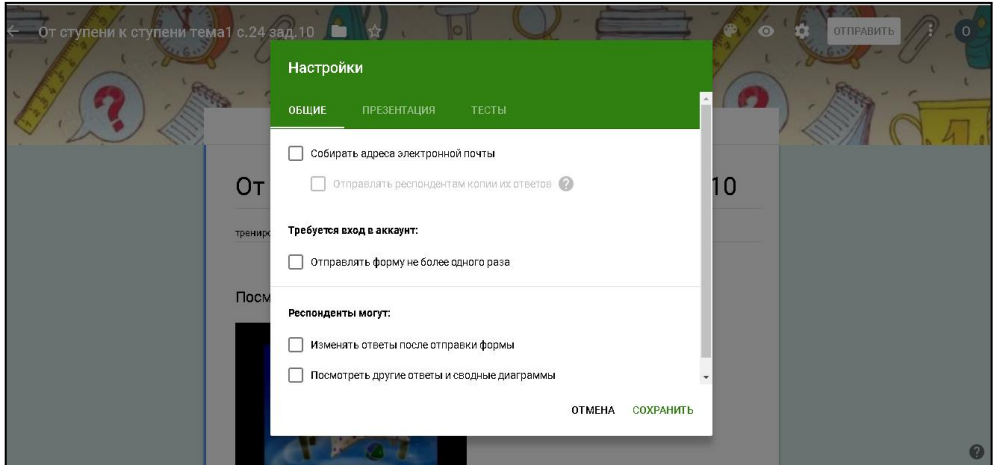 От ступени к ступени тема1 с.24 зад.10
ОТПРАВИТЬ
О
Настройки
ОБЩИЕ ПРЕЗЕНТАЦИЯ ТЕСТЫ
Собирать адреса электронной почты
Отправлять респондентам копии их ответов ?
От 10
Требуется вход в аккаунт:
трениро
Отправлять форму не более одного раза
Посм
Респонденты могут:
Изменять ответы после отправки формы
Посмотреть другие ответы и сводные диаграммы
ОТМЕНА СОХРАНИТЬ